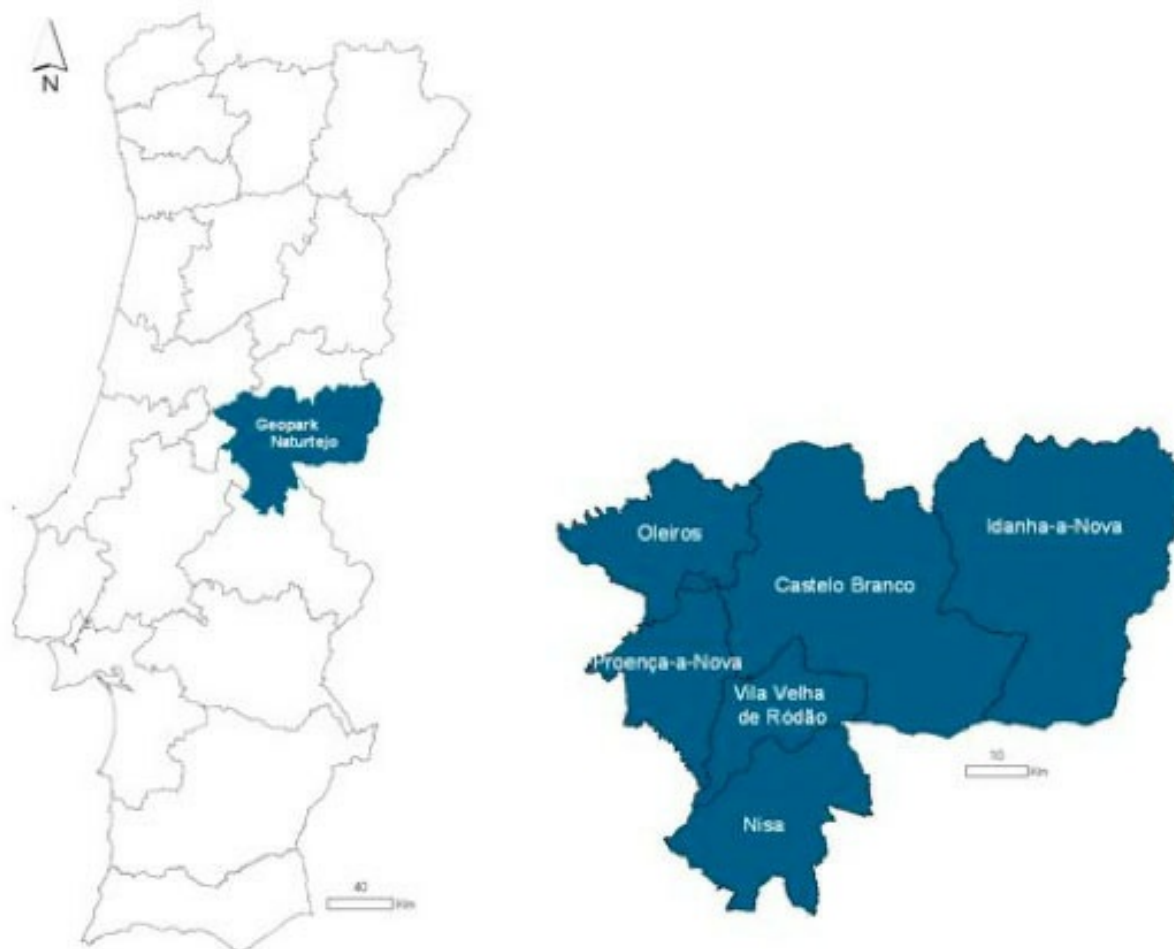 N
Geopark
Naturtejo
40
Km
Oleiros
Idanha-a-Nova
Castelo Branco
Proença-a-Nova
Vila Velha
de Ródão
10
Km
Nisa